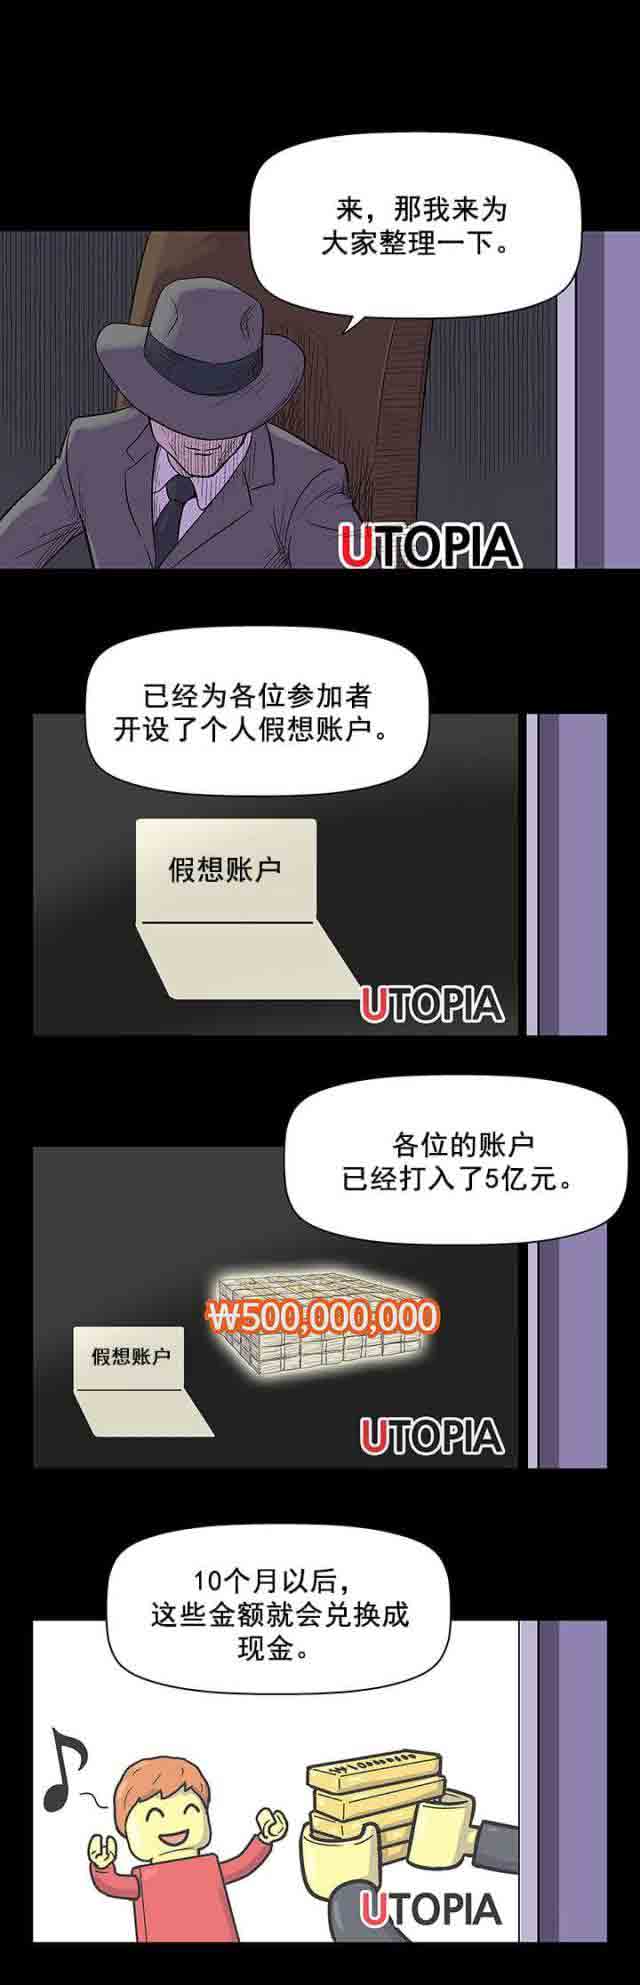 来，那我来为
大家整理一下。
UTOPIA
已经为各位参加者
开设了个人假想账户。
假想账户
UTOPIA
各位的账户
已经打入了5亿元。
₩500,000,000
假想账户
UTOPIA
10个月以后，
这些金额就会兑换成
现金。
UTOPIA